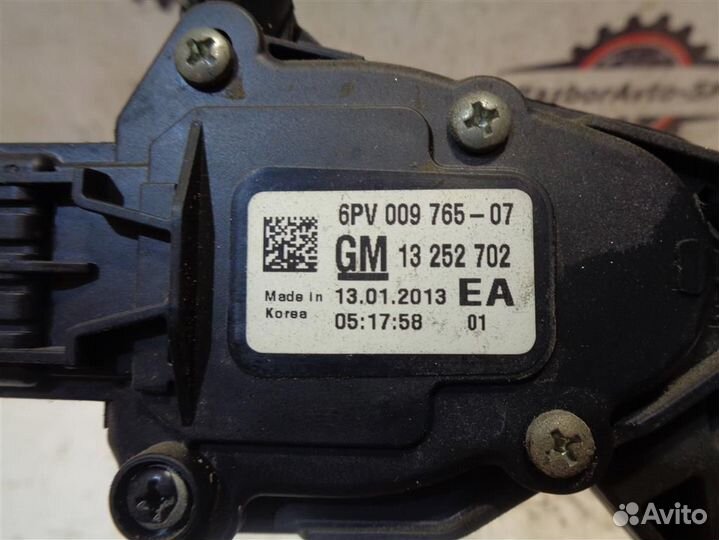 6PV 009 765-07
GM 13 252 702
Made in Korea 13.01.2013 EA
05:17:58 01
Avito